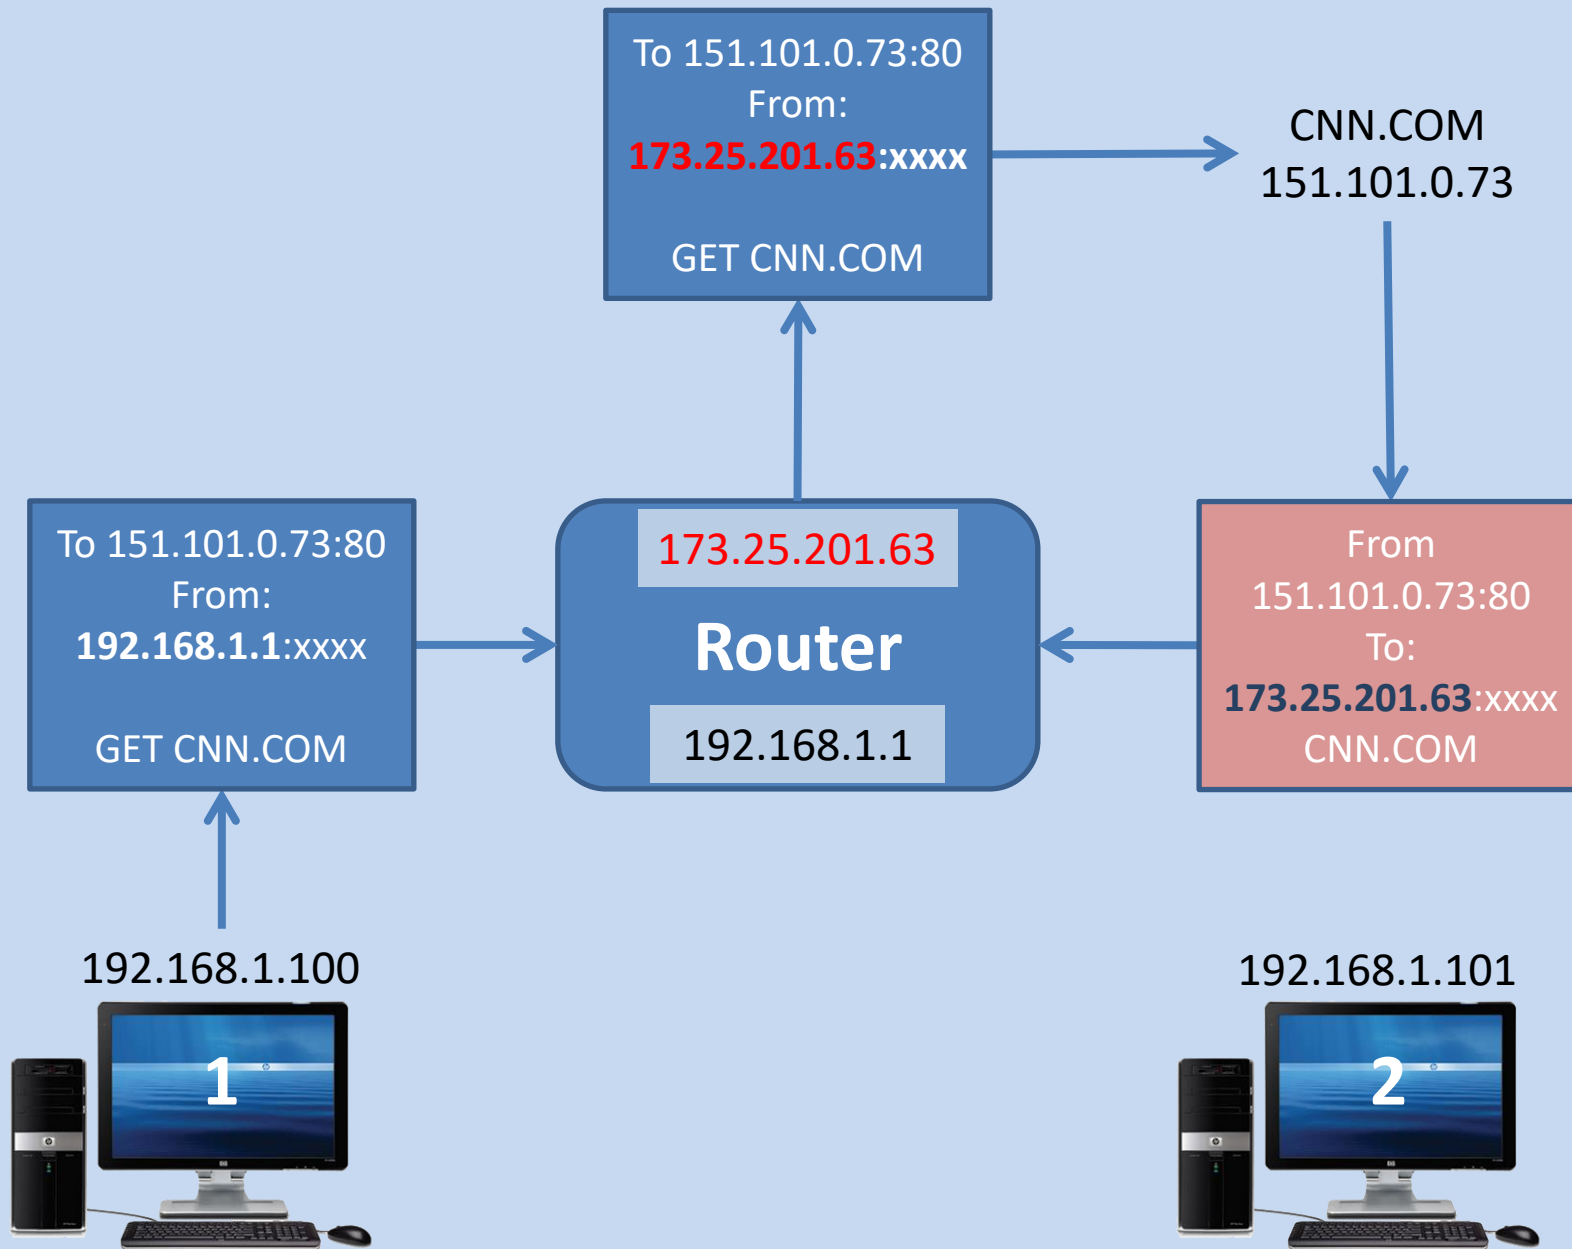 To 151.101.0.73:80
From:
173.25.201.63:xxxx
GET CNN.COM
CNN.COM
151.101.0.73
To 151.101.0.73:80
From:
192.168.1.1:xxxx
GET CNN.COM
173.25.201.63
Router
192.168.1.1
From
151.101.0.73:80
To:
173.25.201.63:xxxx
CNN.COM
192.168.1.100
1
192.168.1.101
2